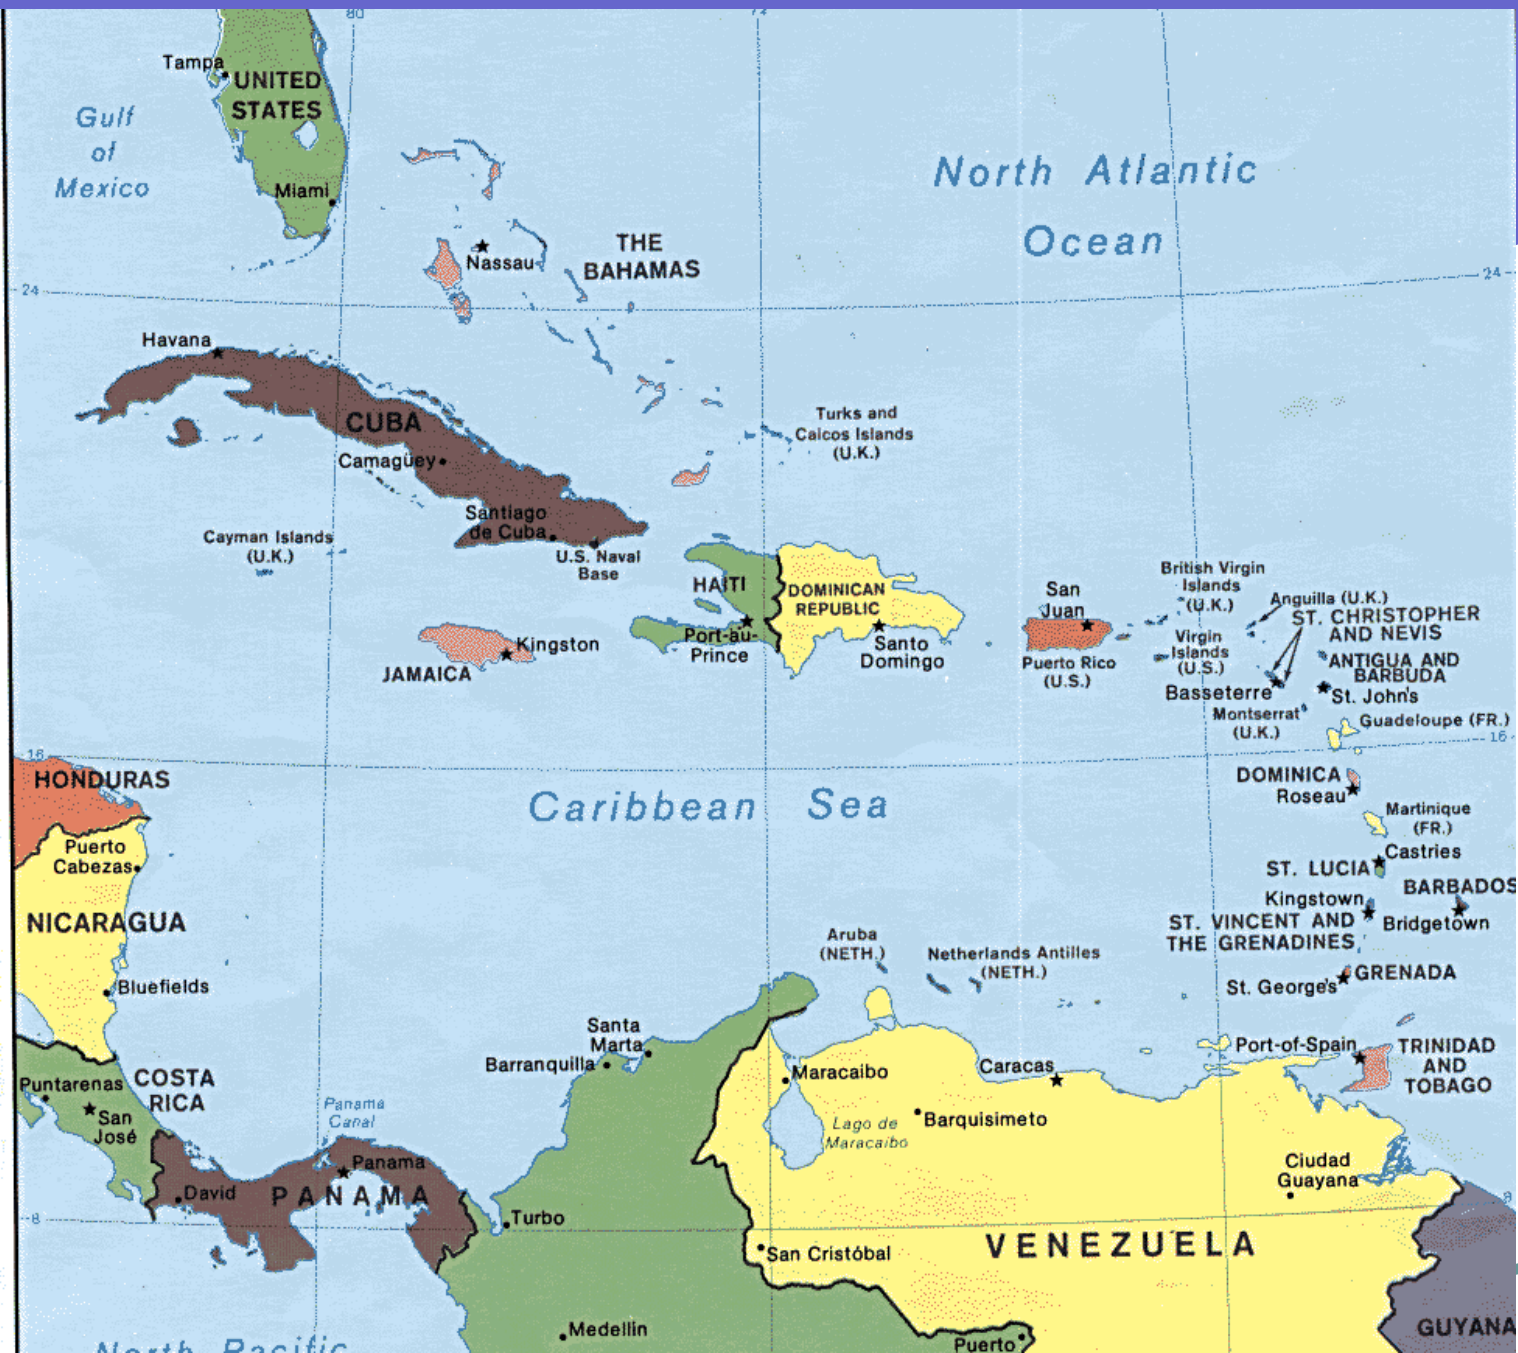 80
72
Tampa
UNITED
STATES
Gulf
of
Mexico
Miami
North Atlantic
Ocean
THE
BAHAMAS
Nassau
24
24
Havana
CUBA
Camagüey
Turks and
Caicos Islands
(U.K.)
Santiago
de Cuba
U.S. Naval
Base
Cayman Islands
(U.K.)
HAITI
Port-au-
Prince
DOMINICAN
REPUBLIC
Santo
Domingo
Kingston
JAMAICA
San
Juan
Puerto Rico
(U.S.)
British Virgin
Islands
(U.K.)
Virgin
Islands
(U.S.)
Anguilla (U.K.)
ST. CHRISTOPHER
AND NEVIS
Basseterre
ANTIGUA AND
BARBUDA
St. John's
Montserrat
(U.K.)
Guadeloupe (FR.)
16
16
HONDURAS
Caribbean Sea
DOMINICA
Roseau
Martinique
(FR.)
Puerto
Cabezas
Castries
ST. LUCIA
BARBADOS
Kingstown
Bridgetown
ST. VINCENT AND
THE GRENADINES
NICARAGUA
Aruba
(NETH.)
Netherlands Antilles
(NETH.)
GRENADA
St. George's
Bluefields
Santa
Marta
Barranquilla
Port-of-Spain
TRINIDAD
AND
TOBAGO
Maracaibo
Caracas
Puntarenas
COSTA
RICA
San
José
Panama
Canal
Lago de
Maracaibo
Barquisimeto
Panama
Ciudad
Guayana
David
PANAMA
8
8
Turbo
San Cristóbal
VENEZUELA
Medellín
Puerto
GUYANA
North Pacific